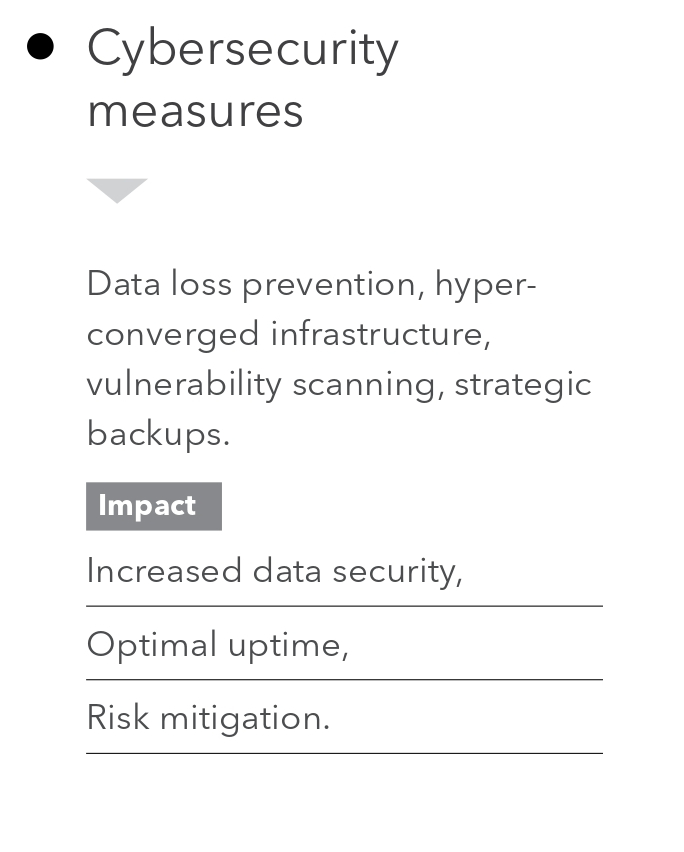 Cybersecurity
measures
Data loss prevention, hyper-
converged infrastructure,
vulnerability scanning, strategic
backups.
Impact
Increased data security,
Optimal uptime,
Risk mitigation.